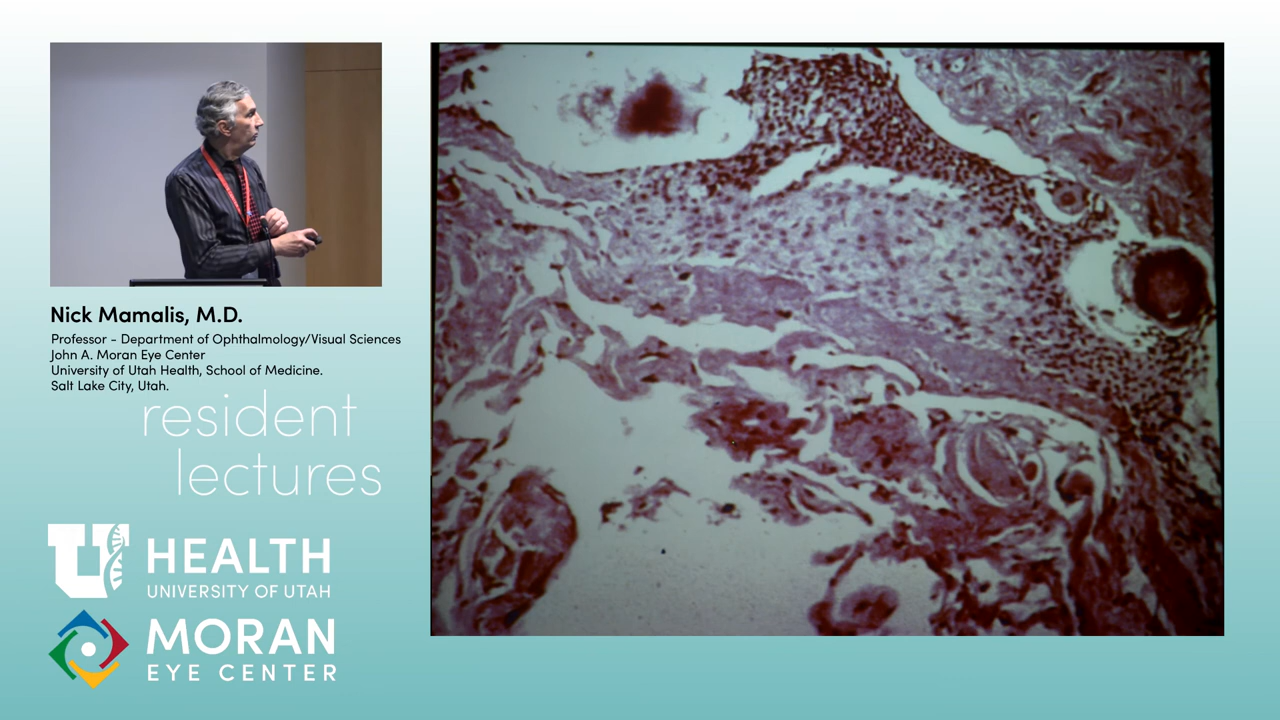 Nick Mamalis, M.D.
Professor - Department of Ophthalmology/Visual Sciences
John A. Moran Eye Center
University of Utah Health, School of Medicine.
Salt Lake City, Utah.
resident
lectures
U HEALTH
UNIVERSITY OF UTAH
MORAN
EYE CENTER